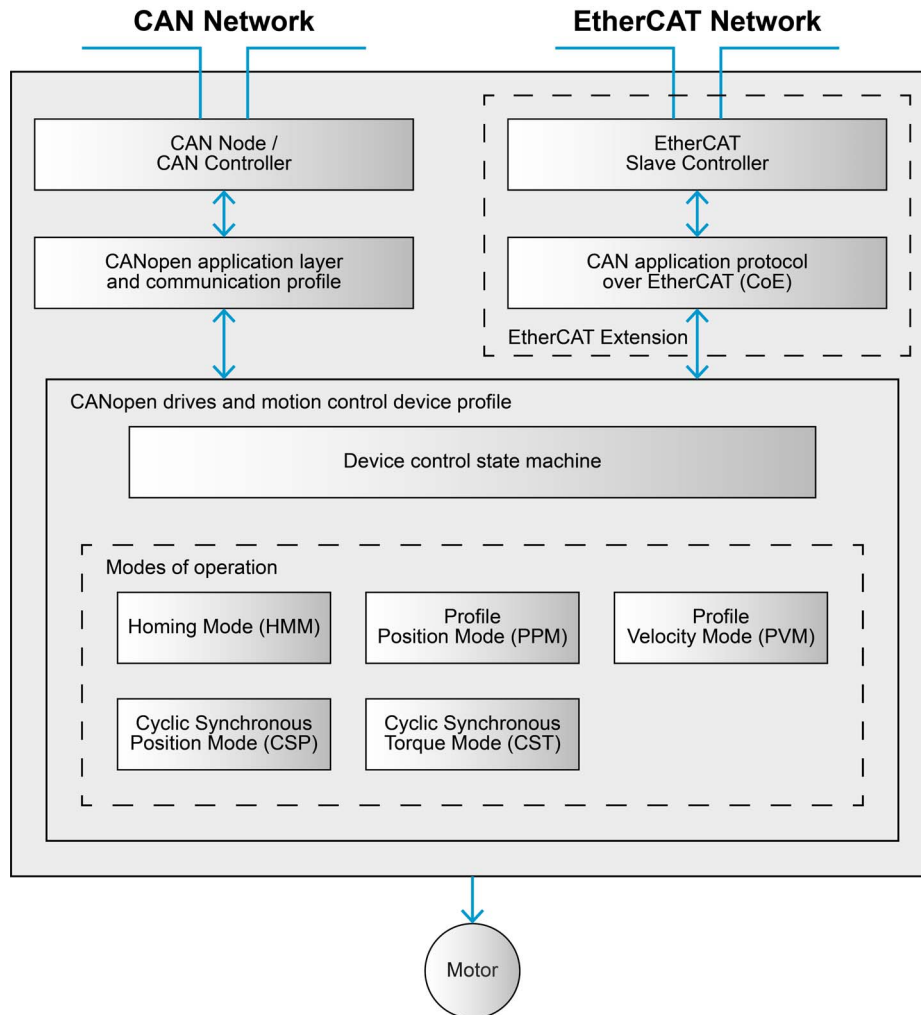 CAN Network
EtherCAT Network
CAN Node /
CAN Controller
EtherCAT
Slave Controller
CANopen application layer
and communication profile
CAN application protocol
over EtherCAT (CoE)
EtherCAT Extension
CANopen drives and motion control device profile
Device control state machine
Modes of operation
Homing Mode (HMM)
Profile
Position Mode (PPM)
Profile
Velocity Mode (PVM)
Cyclic Synchronous
Position Mode (CSP)
Cyclic Synchronous
Torque Mode (CST)
Motor